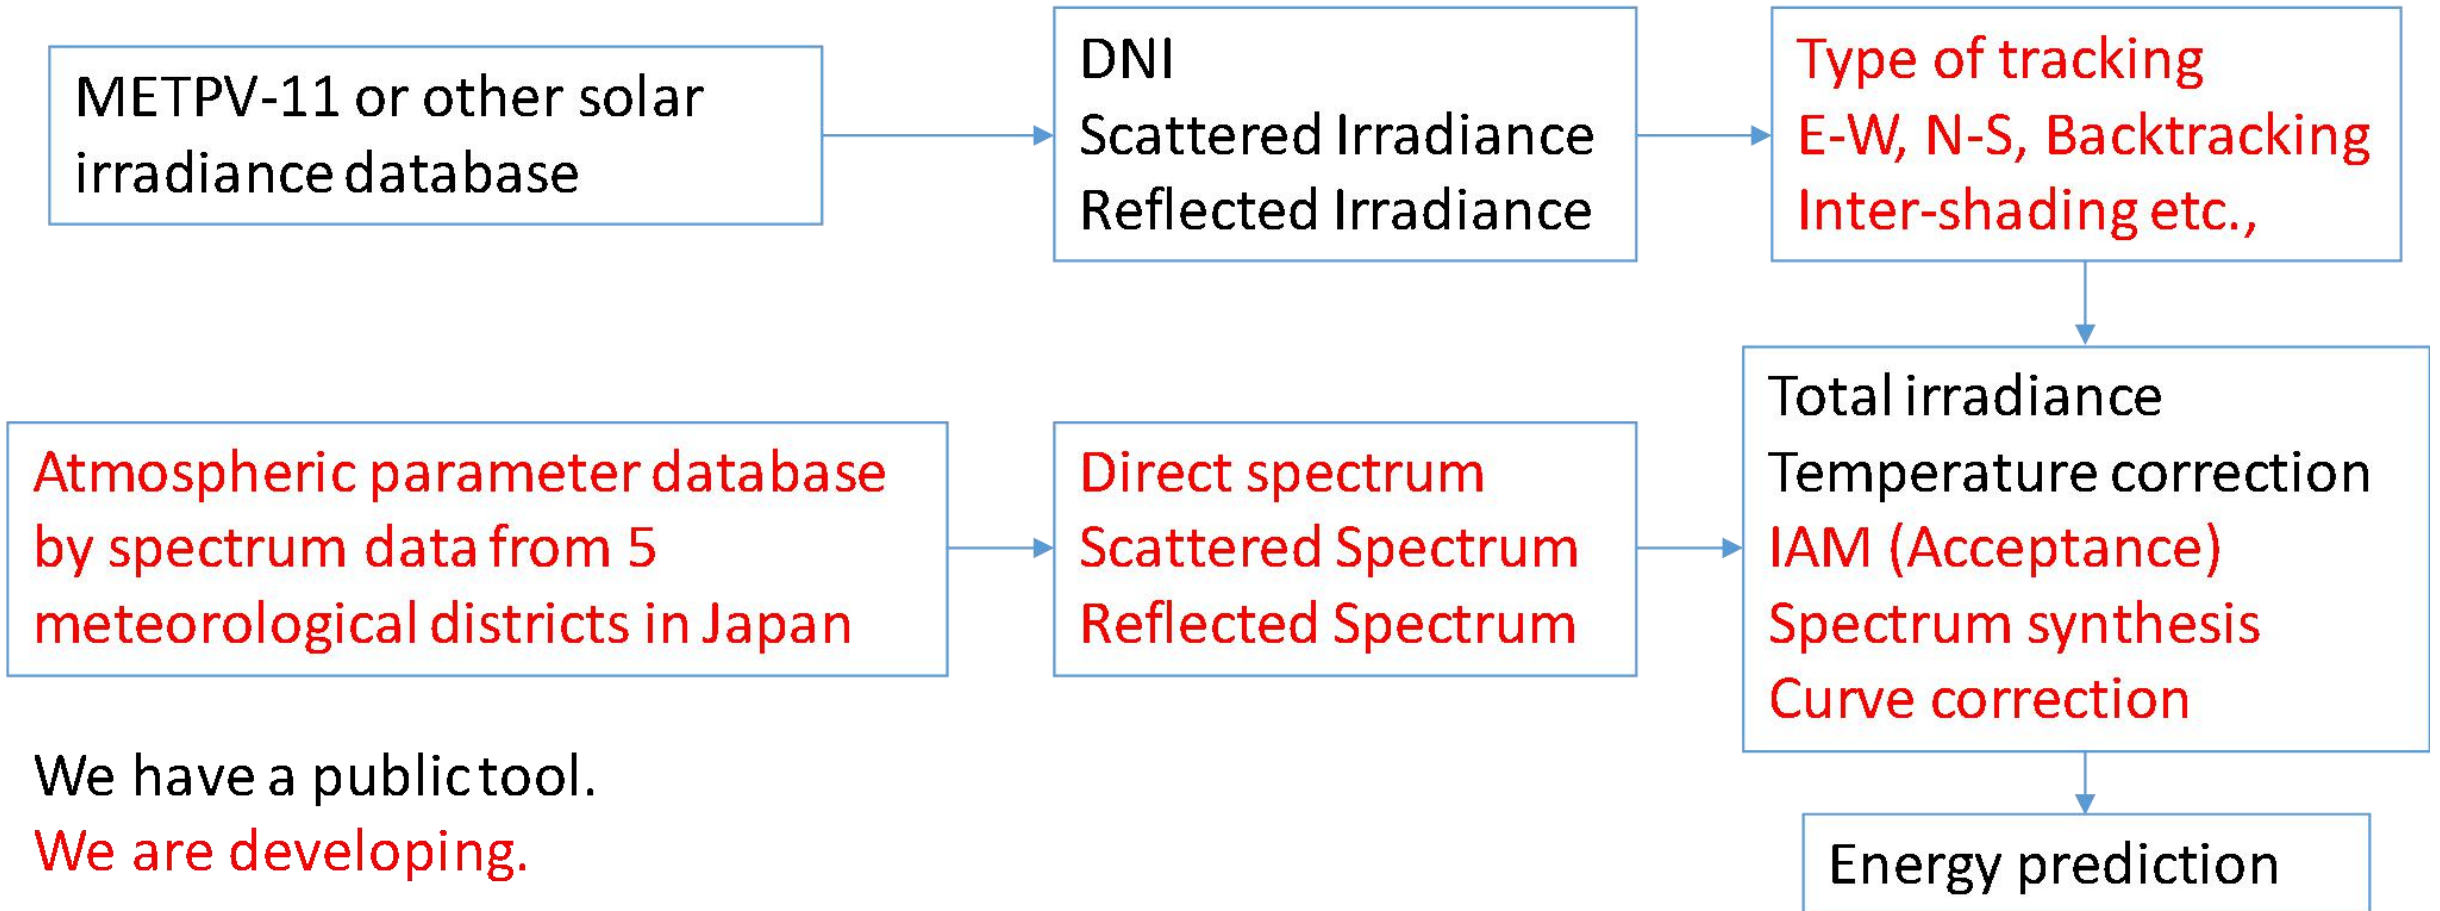 METPV-11 or other solar
irradiance database
DNI
Scattered Irradiance
Reflected Irradiance
Type of tracking
E-W, N-S, Backtracking
Inter-shading etc.,
Atmospheric parameter database
by spectrum data from 5
meteorological districts in Japan
Direct spectrum
Scattered Spectrum
Reflected Spectrum
Total irradiance
Temperature correction
IAM (Acceptance)
Spectrum synthesis
Curve correction
We have a public tool.
We are developing.
Energy prediction